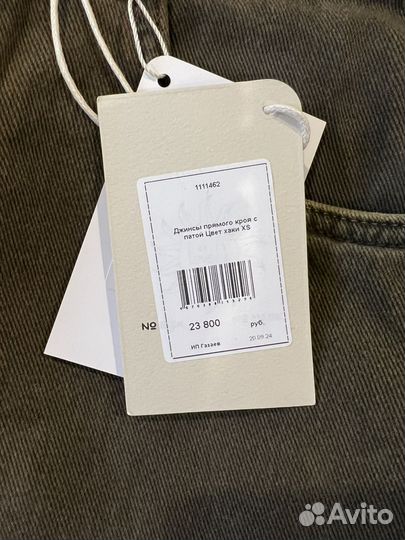 1111462
Джинсы прямого кроя с
патой Цвет хаки XS
№
23 800 руб.
ИП Газаев 20.09.24
Avito